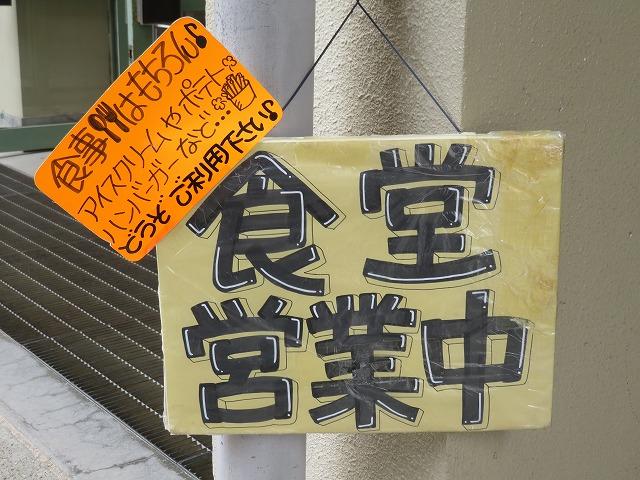 食事はもちろん♪
アイスクリームやポテト
ハンバーガーなど…
どうぞご利用下さい♪
食堂
営業中